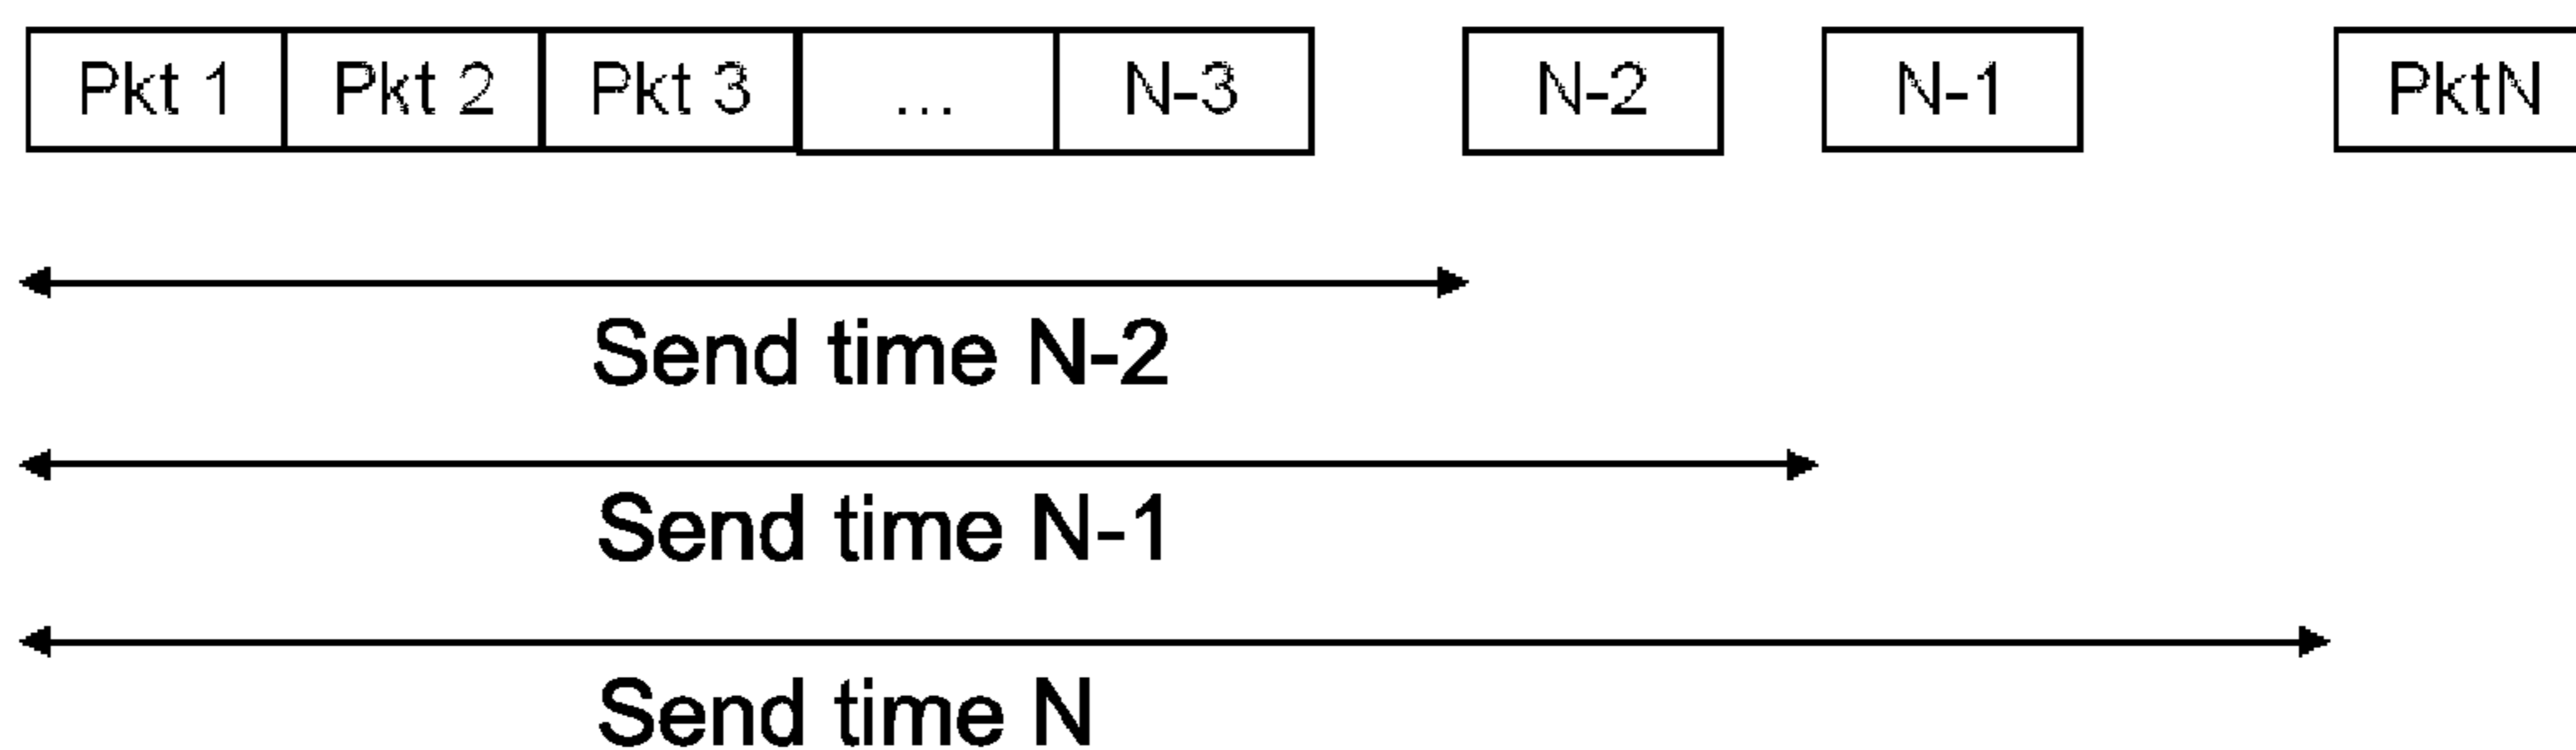 Pkt 1 Pkt 2 Pkt 3 ... N-3 N-2 N-1 PktN
Send time N-2
Send time N-1
Send time N